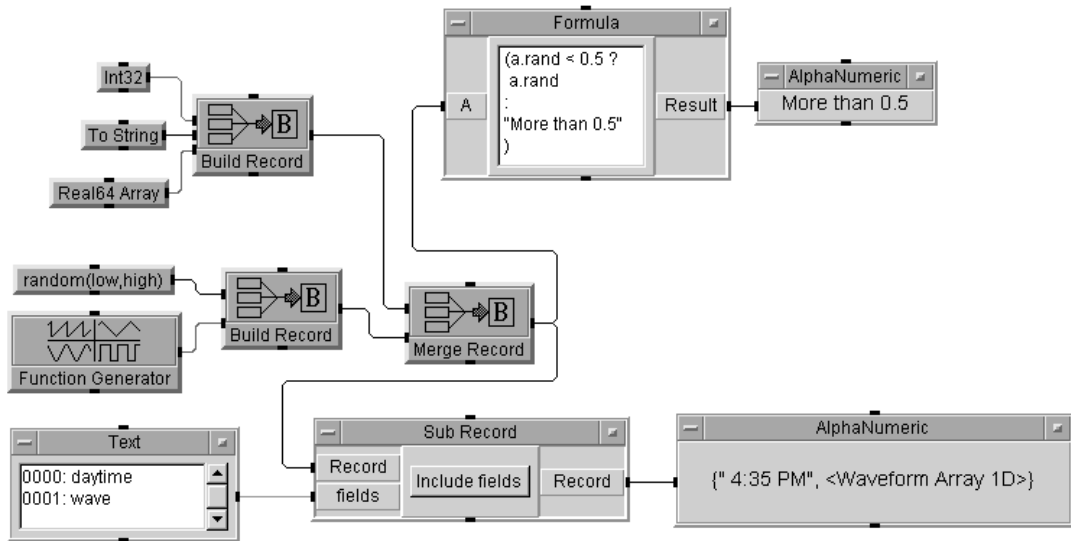 Formula
(a.rand < 0.5 ?
a.rand
:
"More than 0.5"
)
A
Result
AlphaNumeric
More than 0.5
Int32
To String
Real64 Array
B
Build Record
random(low,high)
Function Generator
B
Build Record
B
Merge Record
Text
0000: daytime
0001: wave
Sub Record
Record
fields
Include fields
Record
AlphaNumeric
{" 4:35 PM", <Waveform Array 1D>}